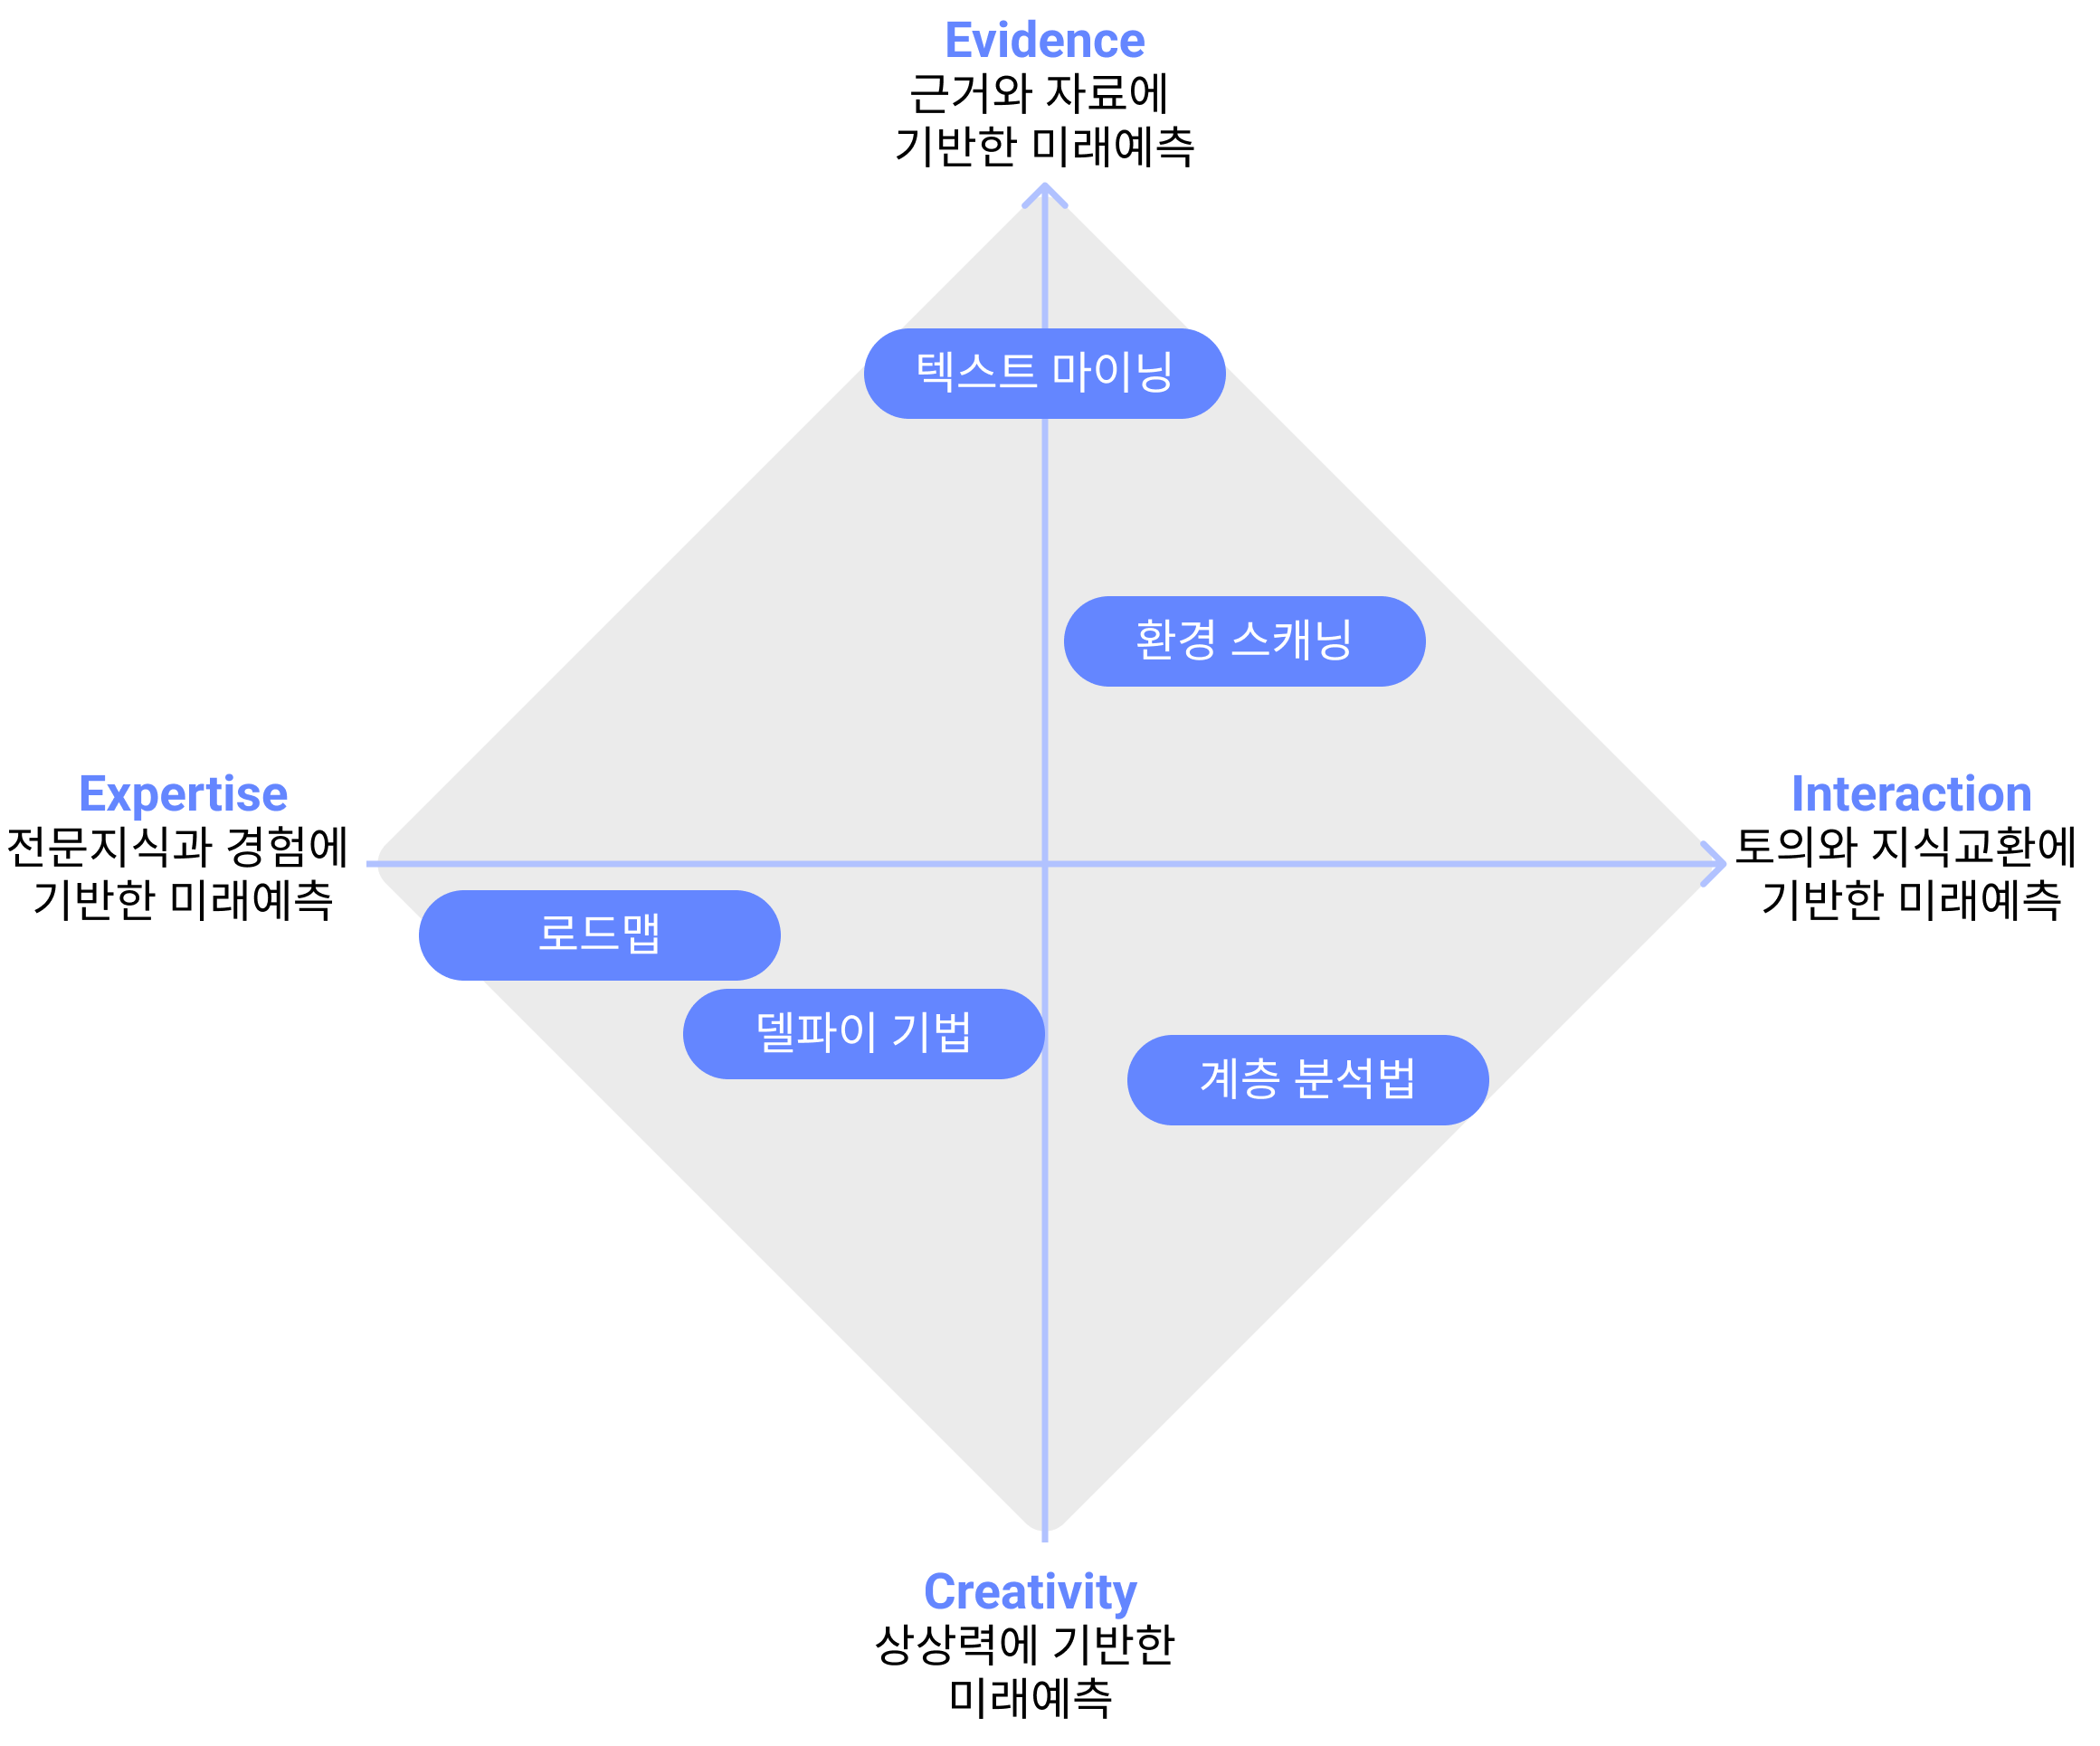 Evidence
근거와 자료에
기반한 미래예측
텍스트 마이닝
환경 스캐닝
Expertise
전문지식과 경험에
기반한 미래예측
Interaction
토의와 지식교환에
기반한 미래예측
로드맵
델파이 기법
계층 분석법
Creativity
상상력에 기반한
미래예측